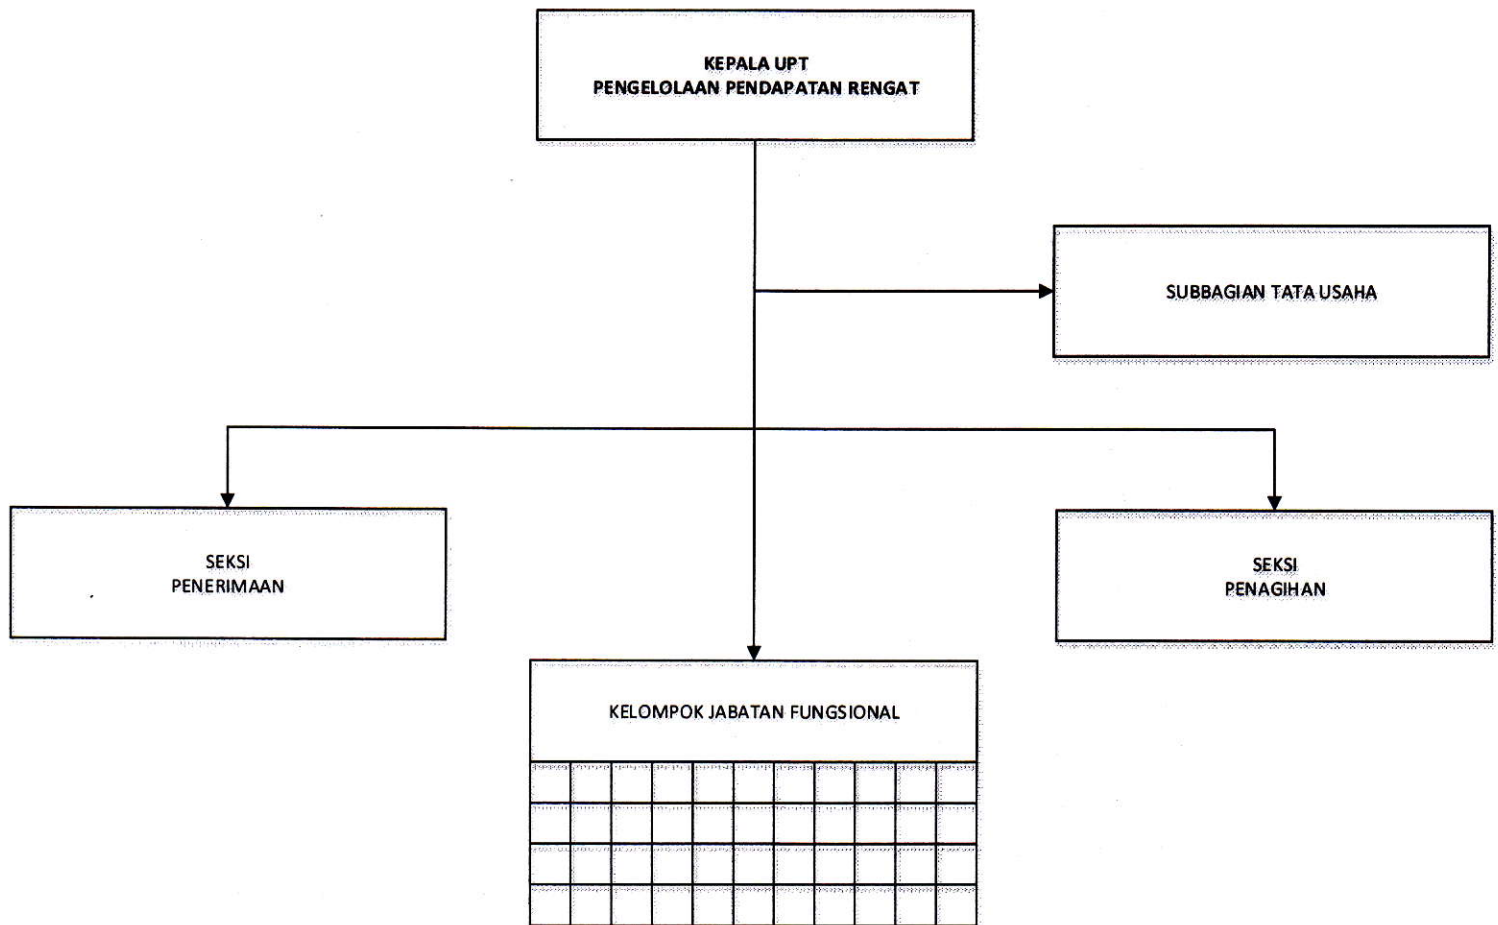 KEPALA UPT
PENGELOLAAN PENDAPATAN RENGAT
SUBBAGIAN TATA USAHA
SEKSI
PENERIMAAN
SEKSI
PENAGIHAN
KELOMPOK JABATAN FUNGSIONAL